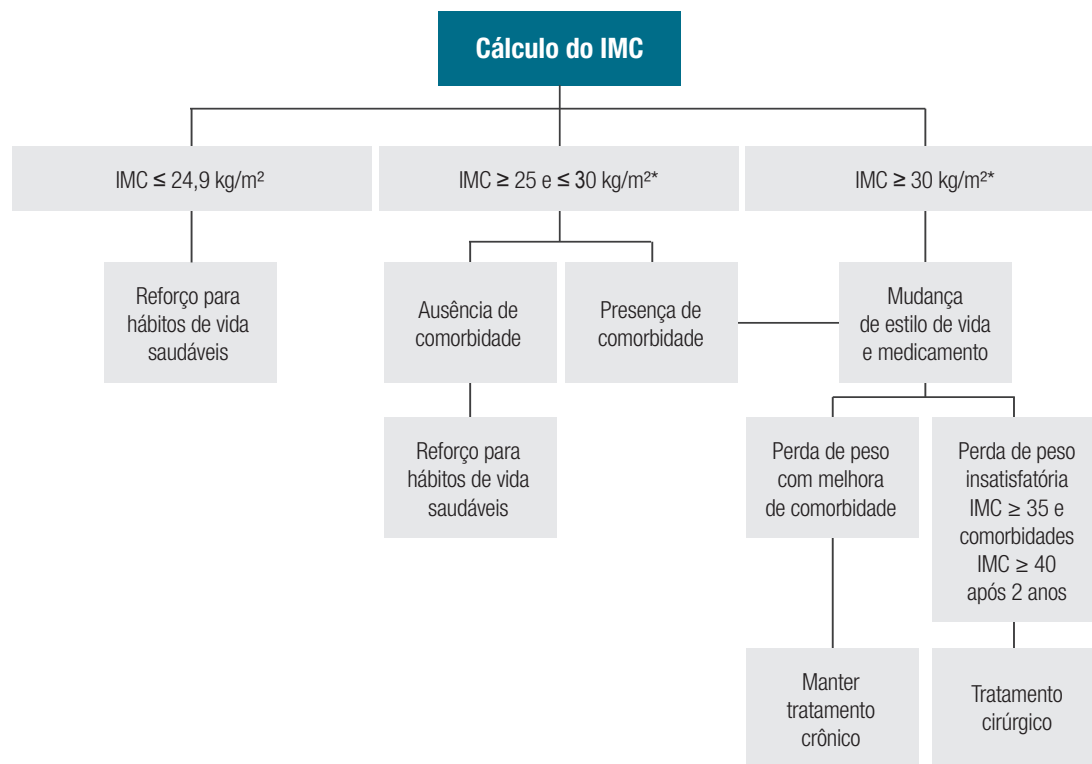 Cálculo do IMC
IMC ≤ 24,9 kg/m²
IMC ≥ 25 e ≤ 30 kg/m²*
IMC ≥ 30 kg/m²*
Reforço para
hábitos de vida
saudáveis
Ausência de
comorbidade
Presença de
comorbidade
Mudança
de estilo de vida
e medicamento
Reforço para
hábitos de vida
saudáveis
Perda de peso
com melhora
de comorbidade
Perda de peso
insatisfatória
IMC ≥ 35 e
comorbidades
IMC ≥ 40
após 2 anos
Manter
tratamento
crônico
Tratamento
cirúrgico